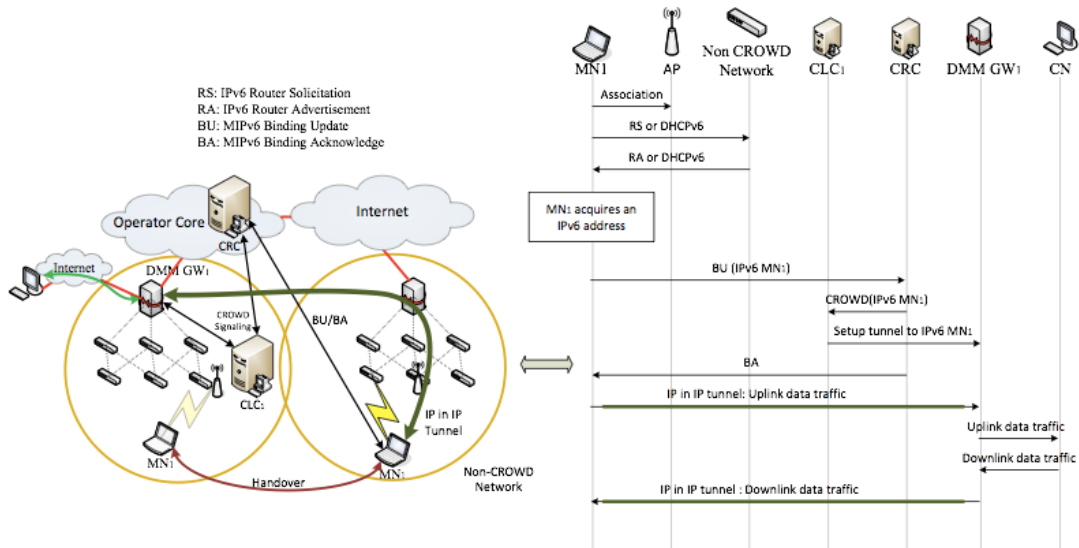 RS: IPv6 Router Solicitation
RA: IPv6 Router Advertisement
BU: MIPv6 Binding Update
BA: MIPv6 Binding Acknowledge
Operator Core
CRC
Internet
Internet
DMM GW1
CROWD
Signaling
BU/BA
CLC1
IP in IP
Tunnel
MN1
MN1
Handover
Non-CROWD
Network
MN1
AP
Non CROWD
Network
CLC1
CRC
DMM GW1
CN
Association
RS or DHCPv6
RA or DHCPv6
MN1 acquires an
IPv6 address
BU (IPv6 MN1)
CROWD(IPv6 MN1)
Setup tunnel to IPv6 MN1
BA
IP in IP tunnel: Uplink data traffic
Uplink data traffic
Downlink data traffic
IP in IP tunnel : Downlink data traffic